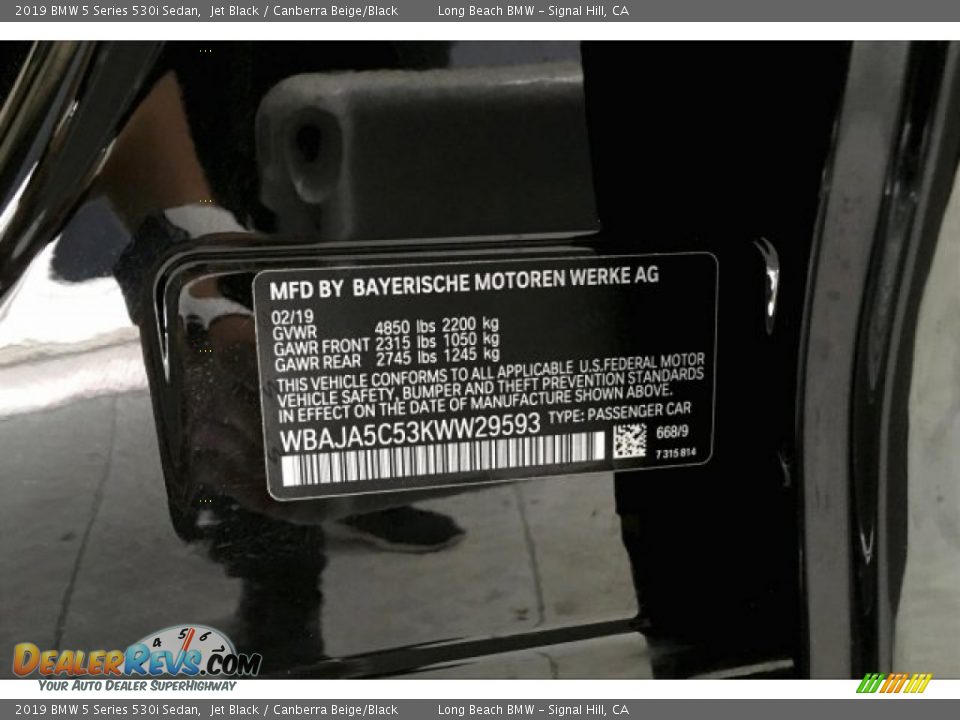 2019 BMW 5 Series 530i Sedan, Jet Black / Canberra Beige/Black Long Beach BMW - Signal Hill, CA
MFD BY BAYERISCHE MOTOREN WERKE AG
02/19
GVWR 4850 lbs 2200 kg
GAWR FRONT 2315 lbs 1050 kg
GAWR REAR 2745 lbs 1245 kg
THIS VEHICLE CONFORMS TO ALL APPLICABLE U.S.FEDERAL MOTOR
VEHICLE SAFETY, BUMPER AND THEFT PREVENTION STANDARDS
IN EFFECT ON THE DATE OF MANUFACTURE SHOWN ABOVE.
WBAJA5C53KWW29593 TYPE: PASSENGER CAR
668/9
7 315 814
4 5 6
DEALERREVS.COM
YOUR AUTO DEALER SUPERHIGHWAY
2019 BMW 5 Series 530i Sedan, Jet Black / Canberra Beige/Black Long Beach BMW - Signal Hill, CA